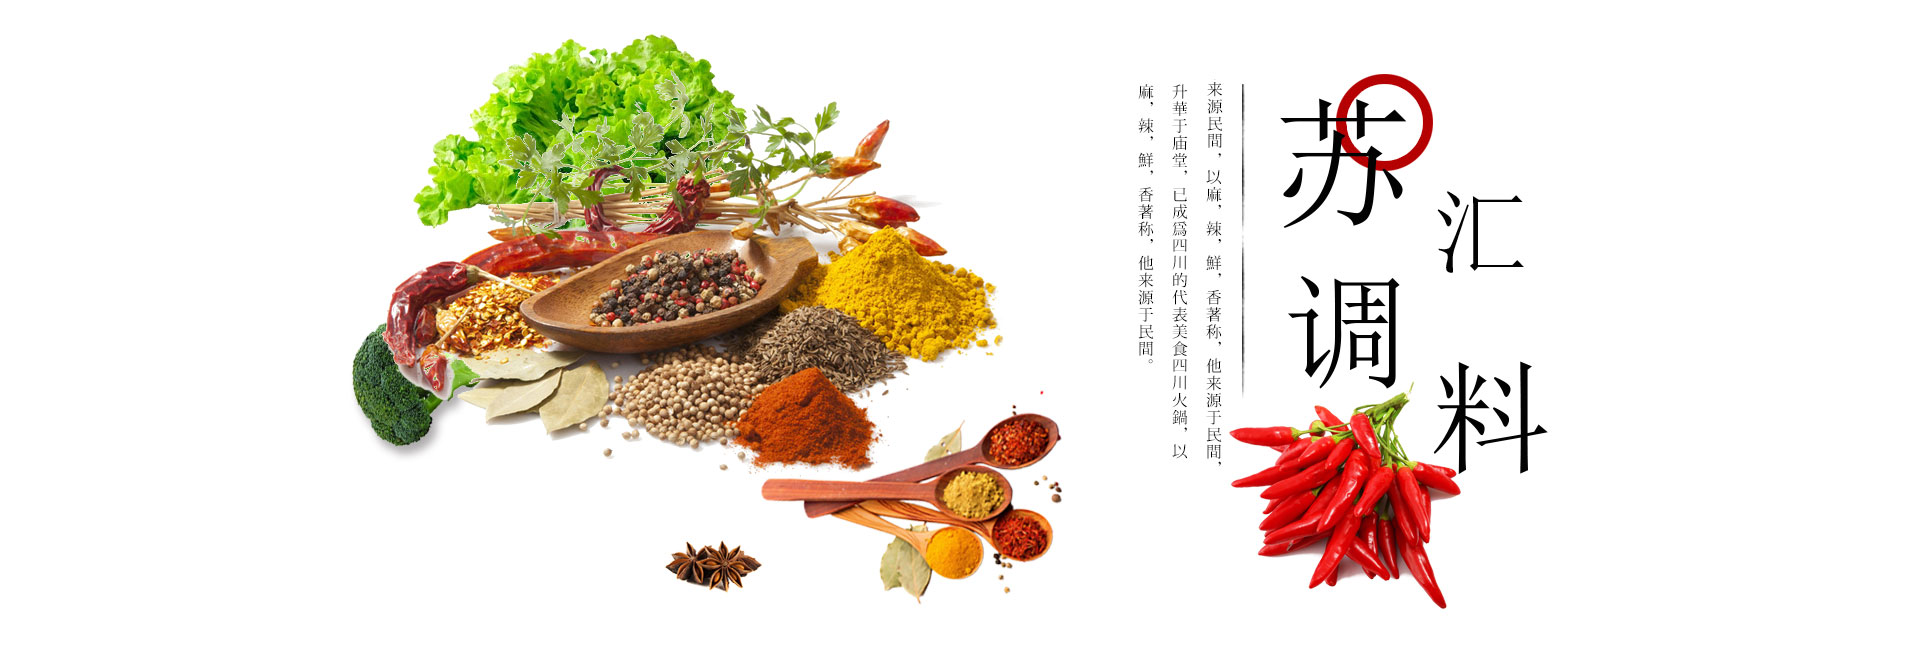 苏汇调料
来源民間，以麻，辣，鮮，香著称，他来源于民間，
升華于庙堂，已成爲四川的代表美食四川火鍋，以
麻，辣，鮮，香著称，他来源于民間。